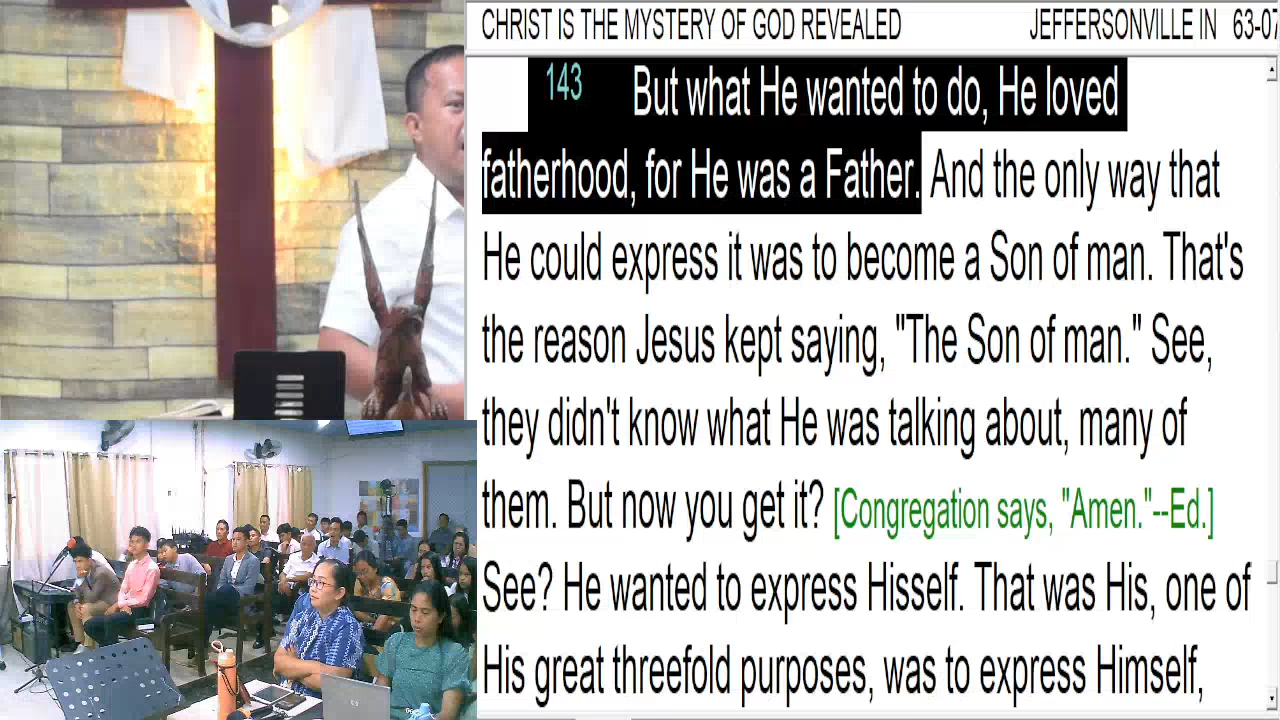 CHRIST IS THE MYSTERY OF GOD REVEALED JEFFERSONVILLE IN 63-07
143 But what He wanted to do, He loved
fatherhood, for He was a Father. And the only way that
He could express it was to become a Son of man. That's
the reason Jesus kept saying, "The Son of man." See,
they didn't know what He was talking about, many of
them. But now you get it? [Congregation says, "Amen."--Ed.]
See? He wanted to express Hisself. That was His, one of
His great threefold purposes, was to express Himself,